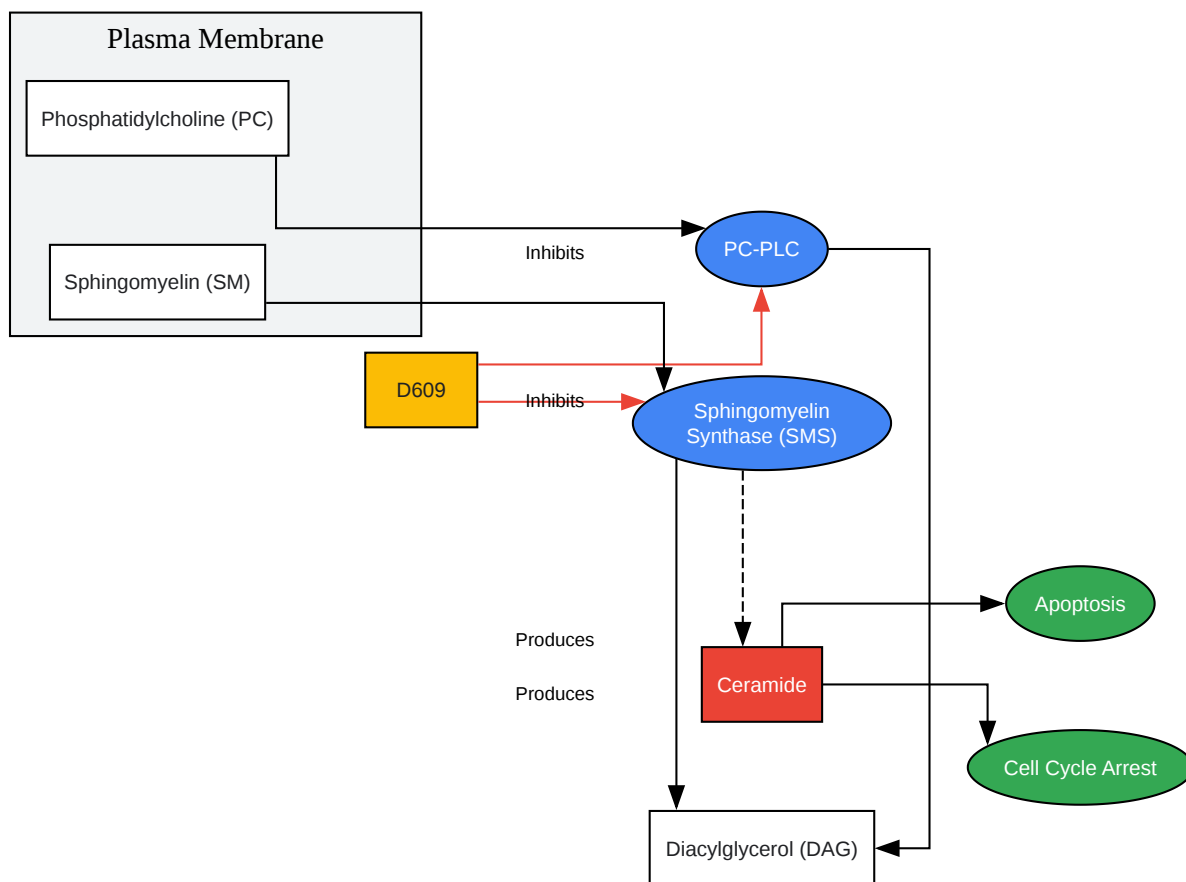 Plasma Membrane
Phosphatidylcholine (PC)
Sphingomyelin (SM)
Inhibits
PC-PLC
D609
Inhibits
Sphingomyelin
Synthase (SMS)
Apoptosis
Produces
Produces
Ceramide
Cell Cycle Arrest
Diacylglycerol (DAG)